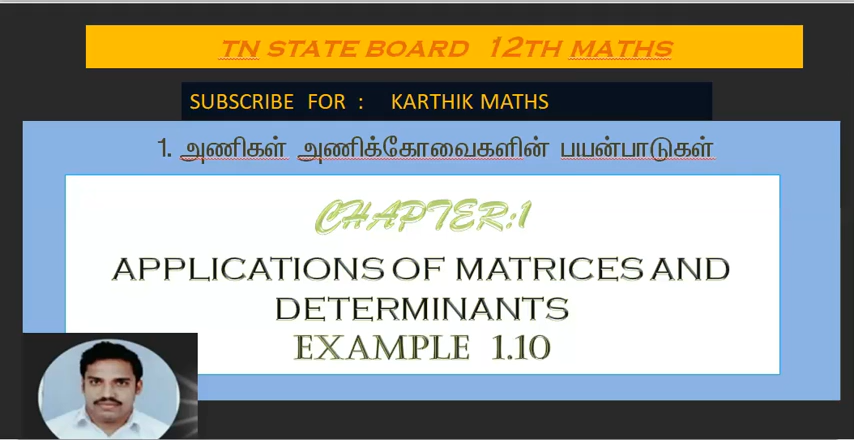 TN STATE BOARD 12TH MATHS
SUBSCRIBE FOR : KARTHIK MATHS
1. அணிகள் அணிக்கோவைகளின் பயன்பாடுகள்
CHAPTER:1
APPLICATIONS OF MATRICES AND
DETERMINANTS
EXAMPLE 1.10